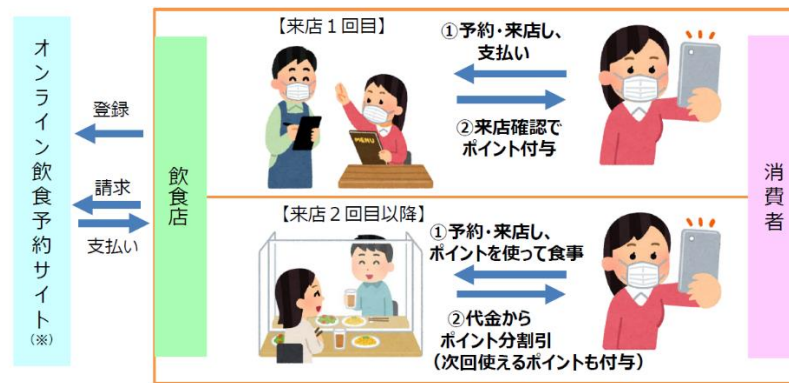 オンライン飲食予約サイト
(※)
登録
請求
支払い
飲食店
【来店1回目】
①予約・来店し、
支払い
②来店確認で
ポイント付与
MENU
【来店2回目以降】
①予約・来店し、
ポイントを使って食事
②代金から
ポイント分割引
(次回使えるポイントも付与)
消費者